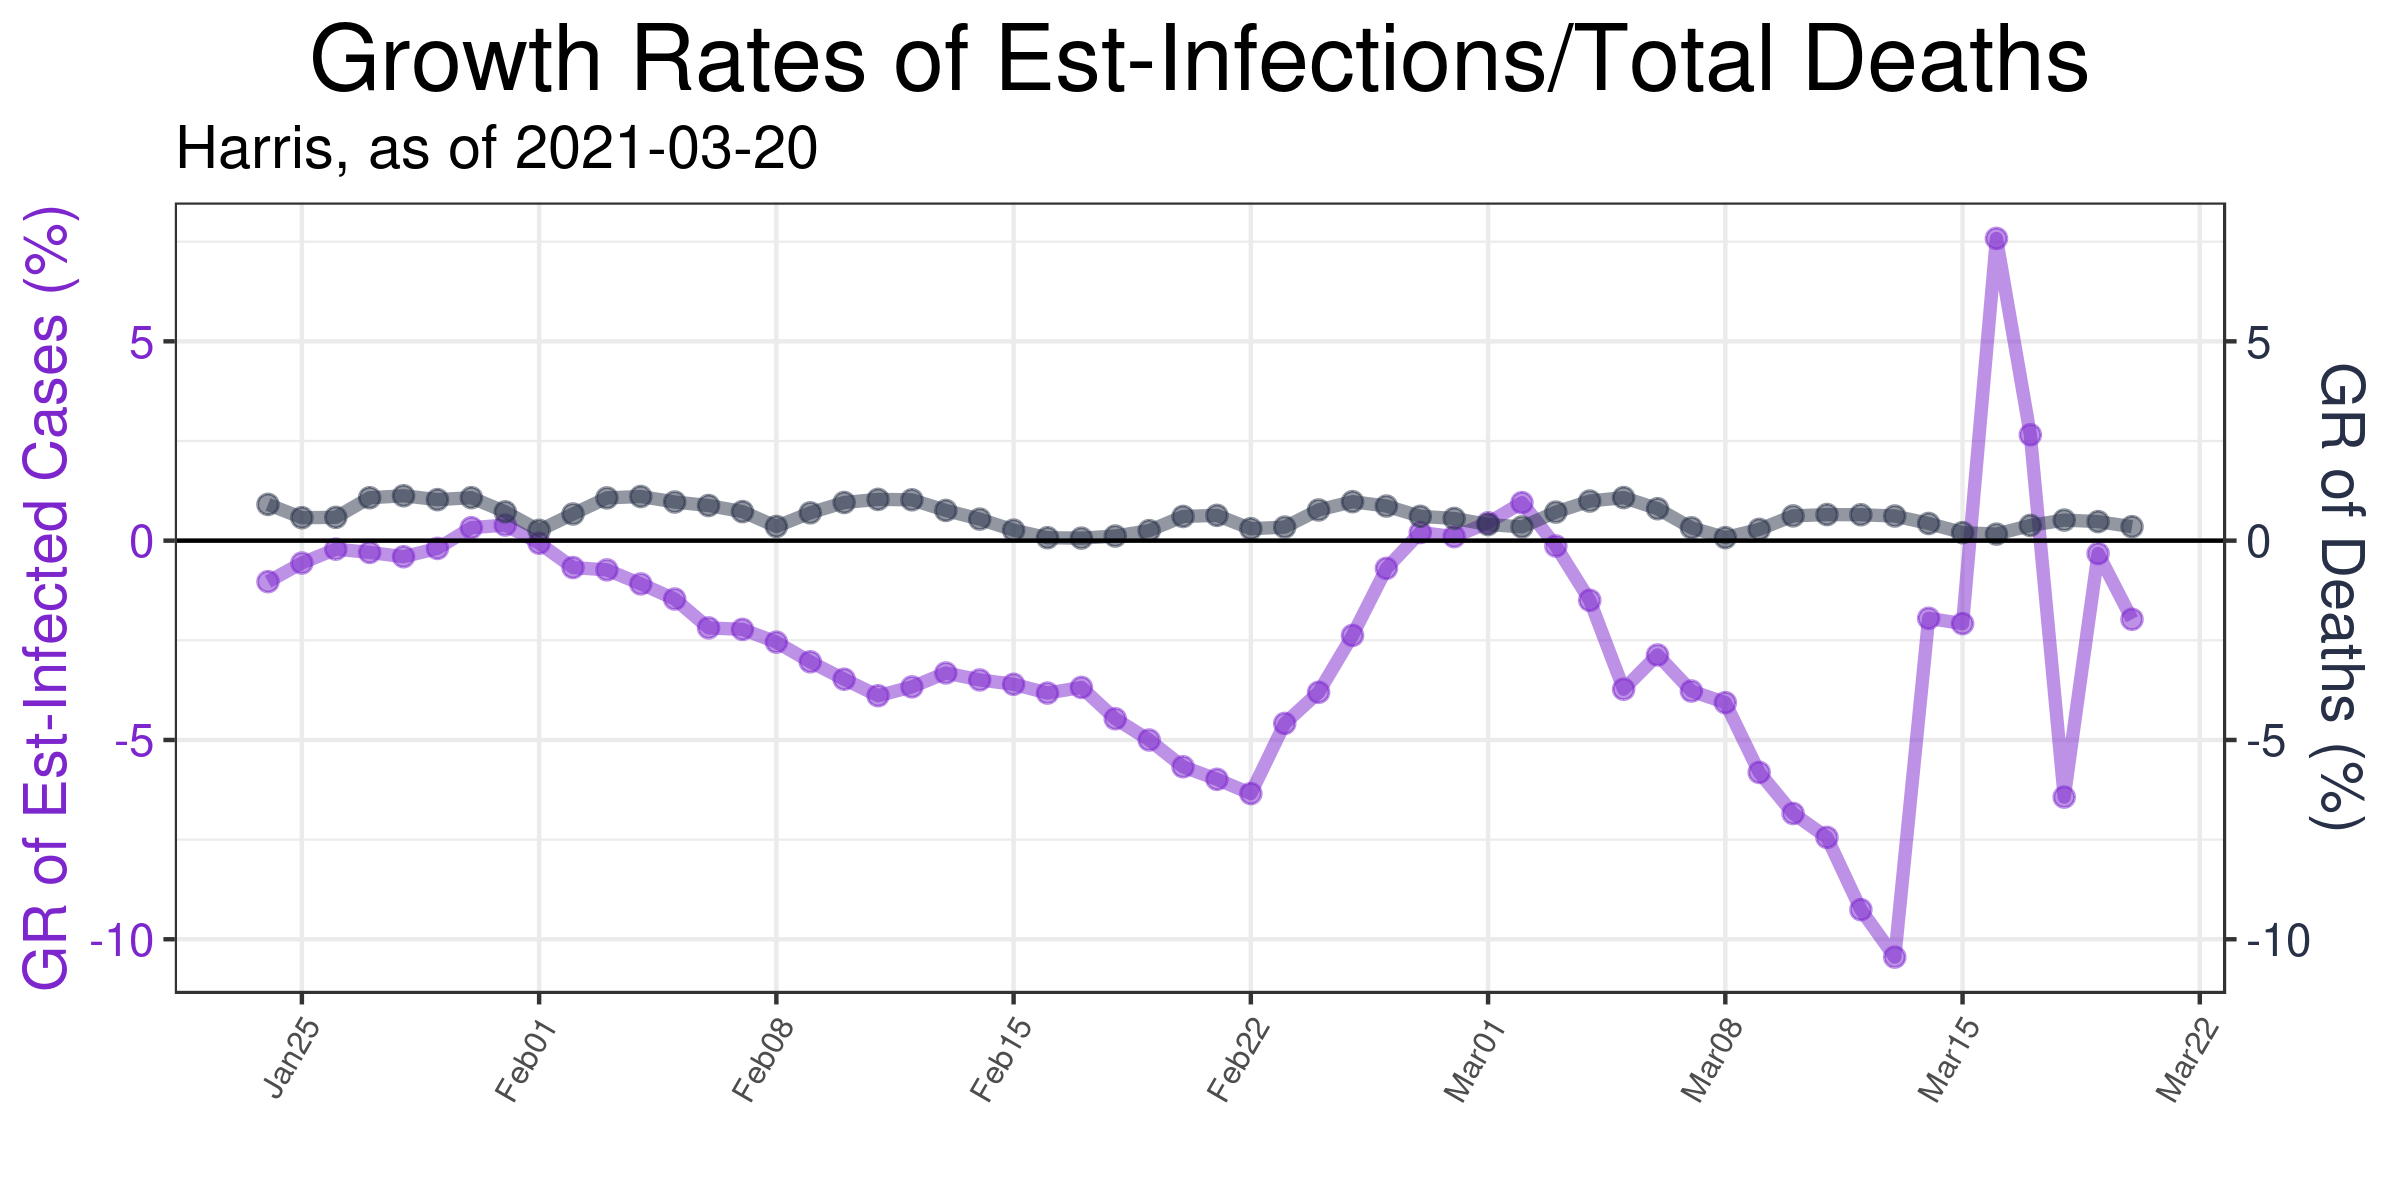 Growth Rates of Est-Infections/Total Deaths
Harris, as of 2021-03-20
GR of Est-Infected Cases (%)
5
0
-5
-10
5
0
-5
-10
GR of Deaths (%)
Jan25
Feb01
Feb08
Feb15
Feb22
Mar01
Mar08
Mar15
Mar22